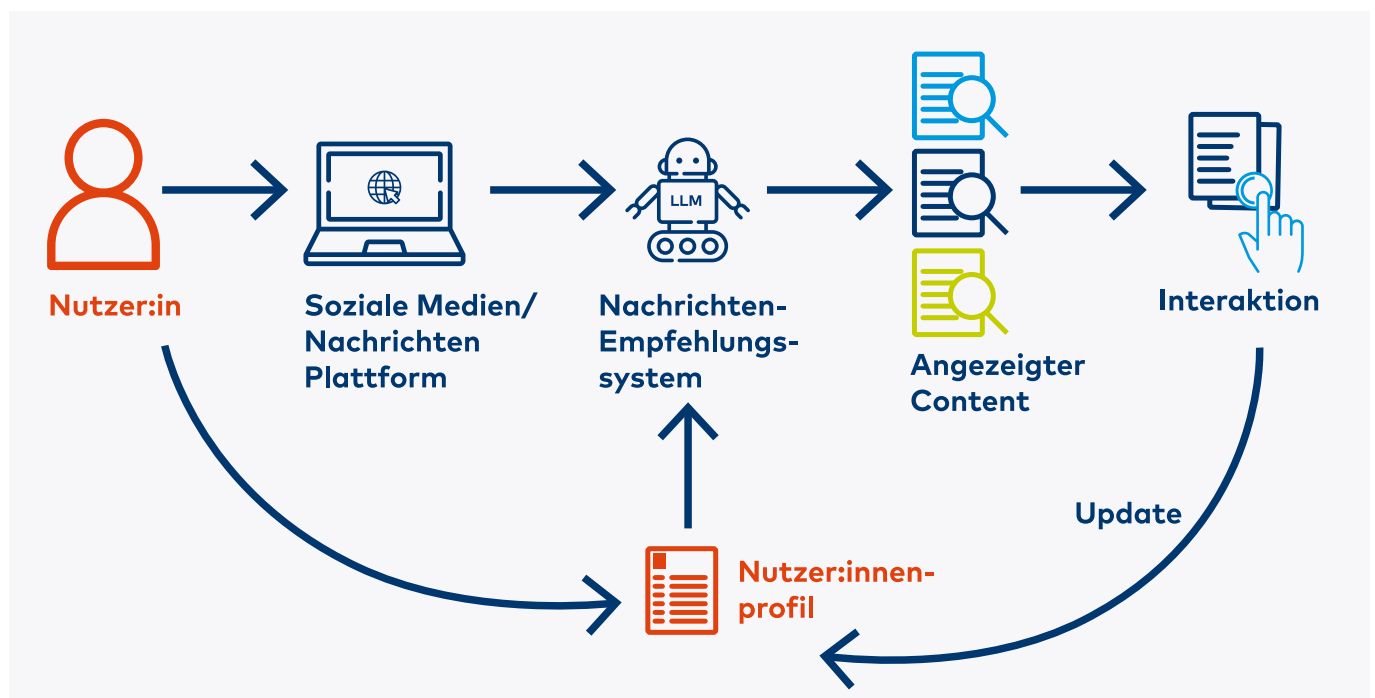 LLM
Nutzer:in
Soziale Medien/
Nachrichten
Plattform
Nachrichten-
Empfehlungs-
system
Angezeigter
Content
Interaktion
Update
Nutzer:innen-
profil